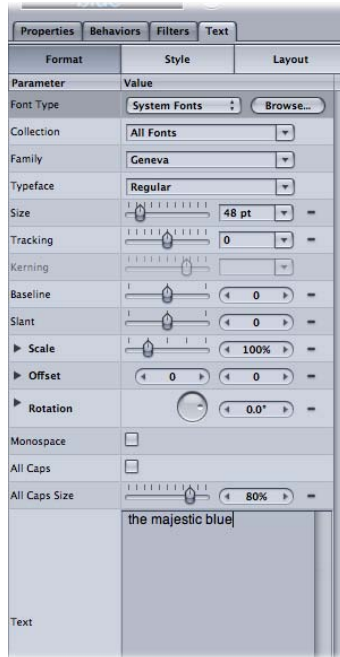 blue
Properties Behaviors Filters Text
Format Style Layout
Parameter Value
Font Type System Fonts Browse...
Collection All Fonts
Family Geneva
Typeface Regular
Size 48 pt
Tracking 0
Kerning
Baseline 0
Slant 0
Scale 100%
Offset 0 0
Rotation 0.0°
Monospace
All Caps
All Caps Size 80%
the majestic blue
Text